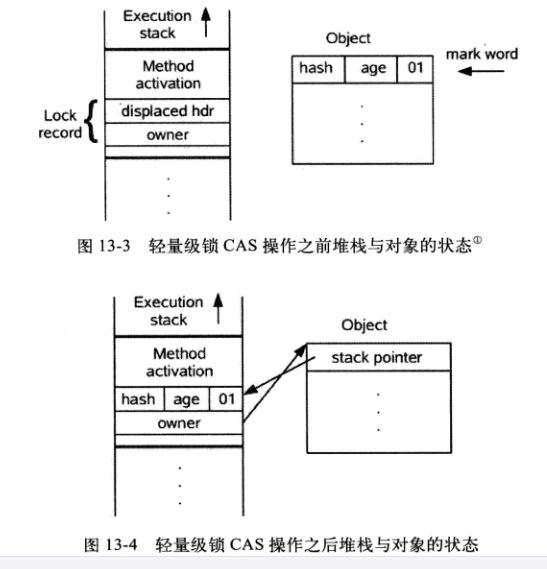 Execution
stack
Method
activation
Lock
record
displaced hdr
owner
Object
hash age 01
mark word
图 13-3 轻量级锁 CAS 操作之前堆栈与对象的状态①
Execution
stack
Method
activation
hash age 01
owner
Object
stack pointer
图 13-4 轻量级锁 CAS 操作之后堆栈与对象的状态